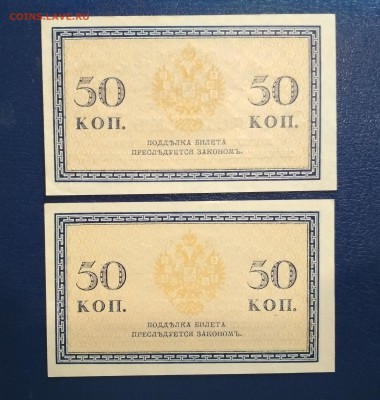 COINS.LAVE.RU
50 50
КОП. КОП.
ПОДДѢЛКА БИЛЕТА
ПРЕСЛѢДУЕТСЯ ЗАКОНОМЪ.
50 50
КОП. КОП.
ПОДДѢЛКА БИЛЕТА
ПРЕСЛѢДУЕТСЯ ЗАКОНОМЪ.